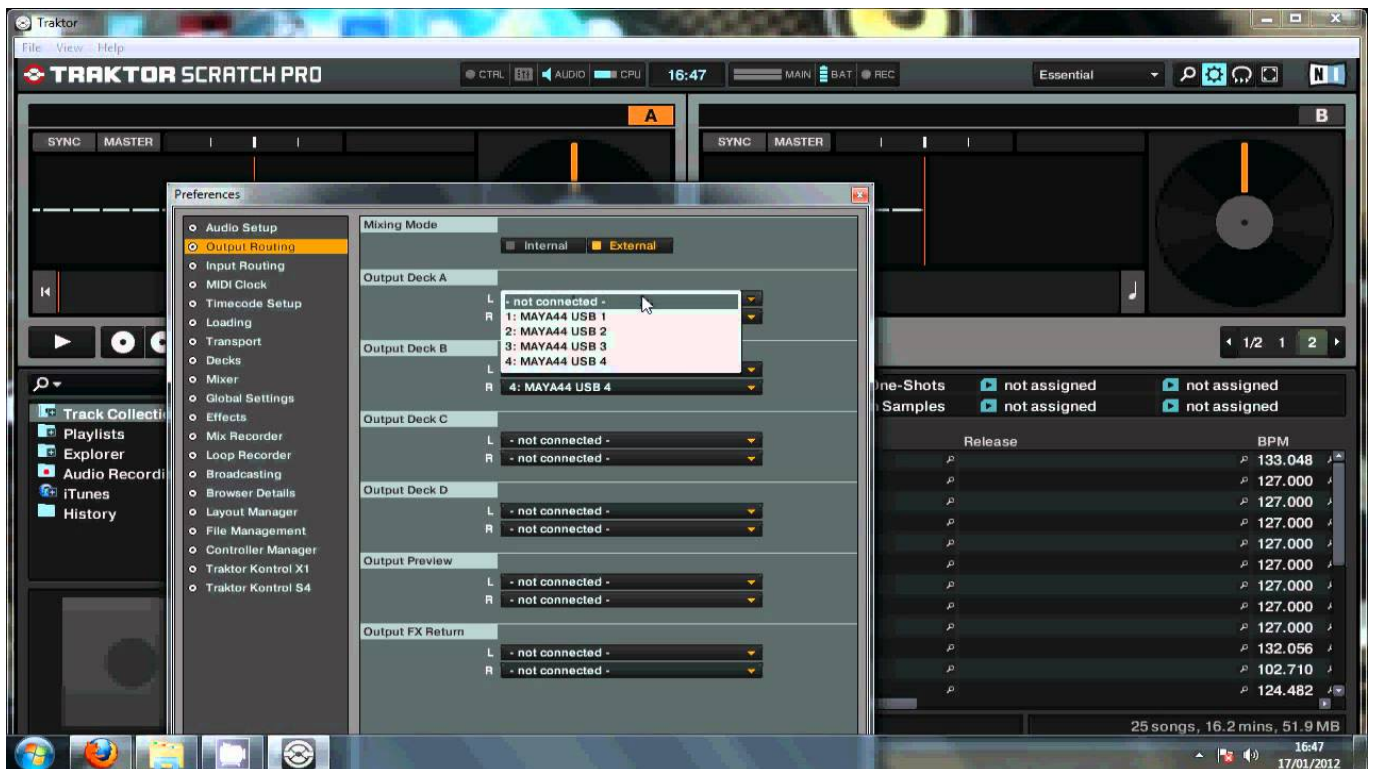 Traktor
File View Help
TRAKTOR SCRATCH PRO
CTRL AUDIO CPU 16:47 MAIN BAT REC Essential N I
A
B
SYNC MASTER
SYNC MASTER
Preferences
Audio Setup
Output Routing
Input Routing
MIDI Clock
Timecode Setup
Loading
Transport
Decks
Mixer
Global Settings
Effects
Mix Recorder
Loop Recorder
Broadcasting
Browser Details
Layout Manager
File Management
Controller Manager
Traktor Kontrol X1
Traktor Kontrol S4
Mixing Mode
Internal External
Output Deck A
L - not connected -
R 1: MAYA44 USB 1
2: MAYA44 USB 2
3: MAYA44 USB 3
4: MAYA44 USB 4
Output Deck B
L
R 4: MAYA44 USB 4
Output Deck C
L - not connected -
R - not connected -
Output Deck D
L - not connected -
R - not connected -
Output Preview
L - not connected -
R - not connected -
Output FX Return
L - not connected -
R - not connected -
1/2 1 2
Track Collecti
Playlists
Explorer
Audio Recordi
iTunes
History
One-Shots not assigned not assigned
Samples not assigned not assigned
Release BPM
133.048
127.000
127.000
127.000
127.000
127.000
127.000
127.000
127.000
132.056
102.710
124.482
25 songs, 16.2 mins, 51.9 MB
16:47
17/01/2012